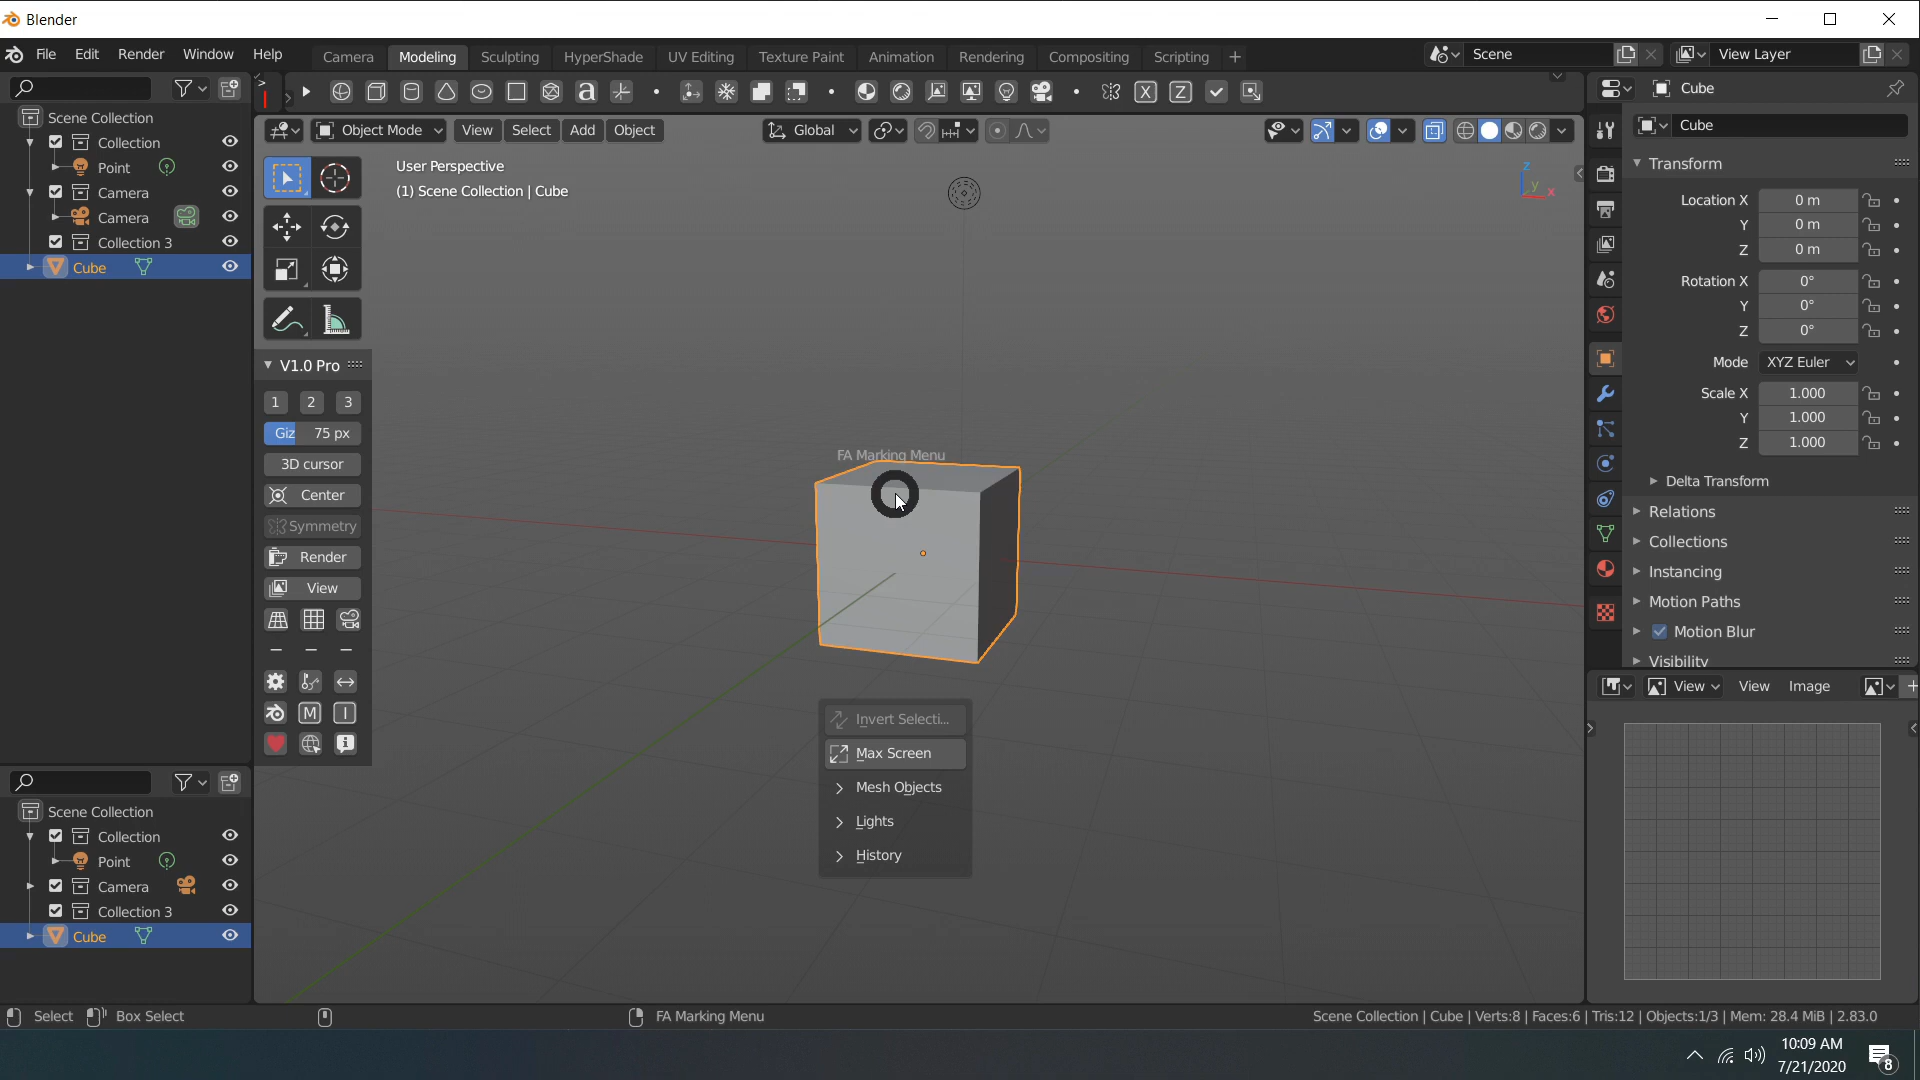 Blender
File Edit Render Window Help
Camera Modeling Sculpting HyperShade UV Editing Texture Paint Animation Rendering Compositing Scripting +
Scene
View Layer
Scene Collection
Collection
Point
Camera
Camera
Collection 3
Cube
a
X Z
Object Mode View Select Add Object
Global
User Perspective
(1) Scene Collection | Cube
Z
Y
X
V1.0 Pro
1 2 3
Giz 75 px
3D cursor
Center
Symmetry
Render
View
M I
FA Marking Menu
Invert Selecti...
Max Screen
Mesh Objects
Lights
History
Cube
Cube
Transform
Location X 0 m
Y 0 m
Z 0 m
Rotation X 0°
Y 0°
Z 0°
Mode XYZ Euler
Scale X 1.000
Y 1.000
Z 1.000
Delta Transform
Relations
Collections
Instancing
Motion Paths
Motion Blur
Visibility
View View Image +
Scene Collection
Collection
Point
Camera
Collection 3
Cube
Select Box Select FA Marking Menu
Scene Collection | Cube | Verts:8 | Faces:6 | Tris:12 | Objects:1/3 | Mem: 28.4 MiB | 2.83.0
10:09 AM
7/21/2020
8